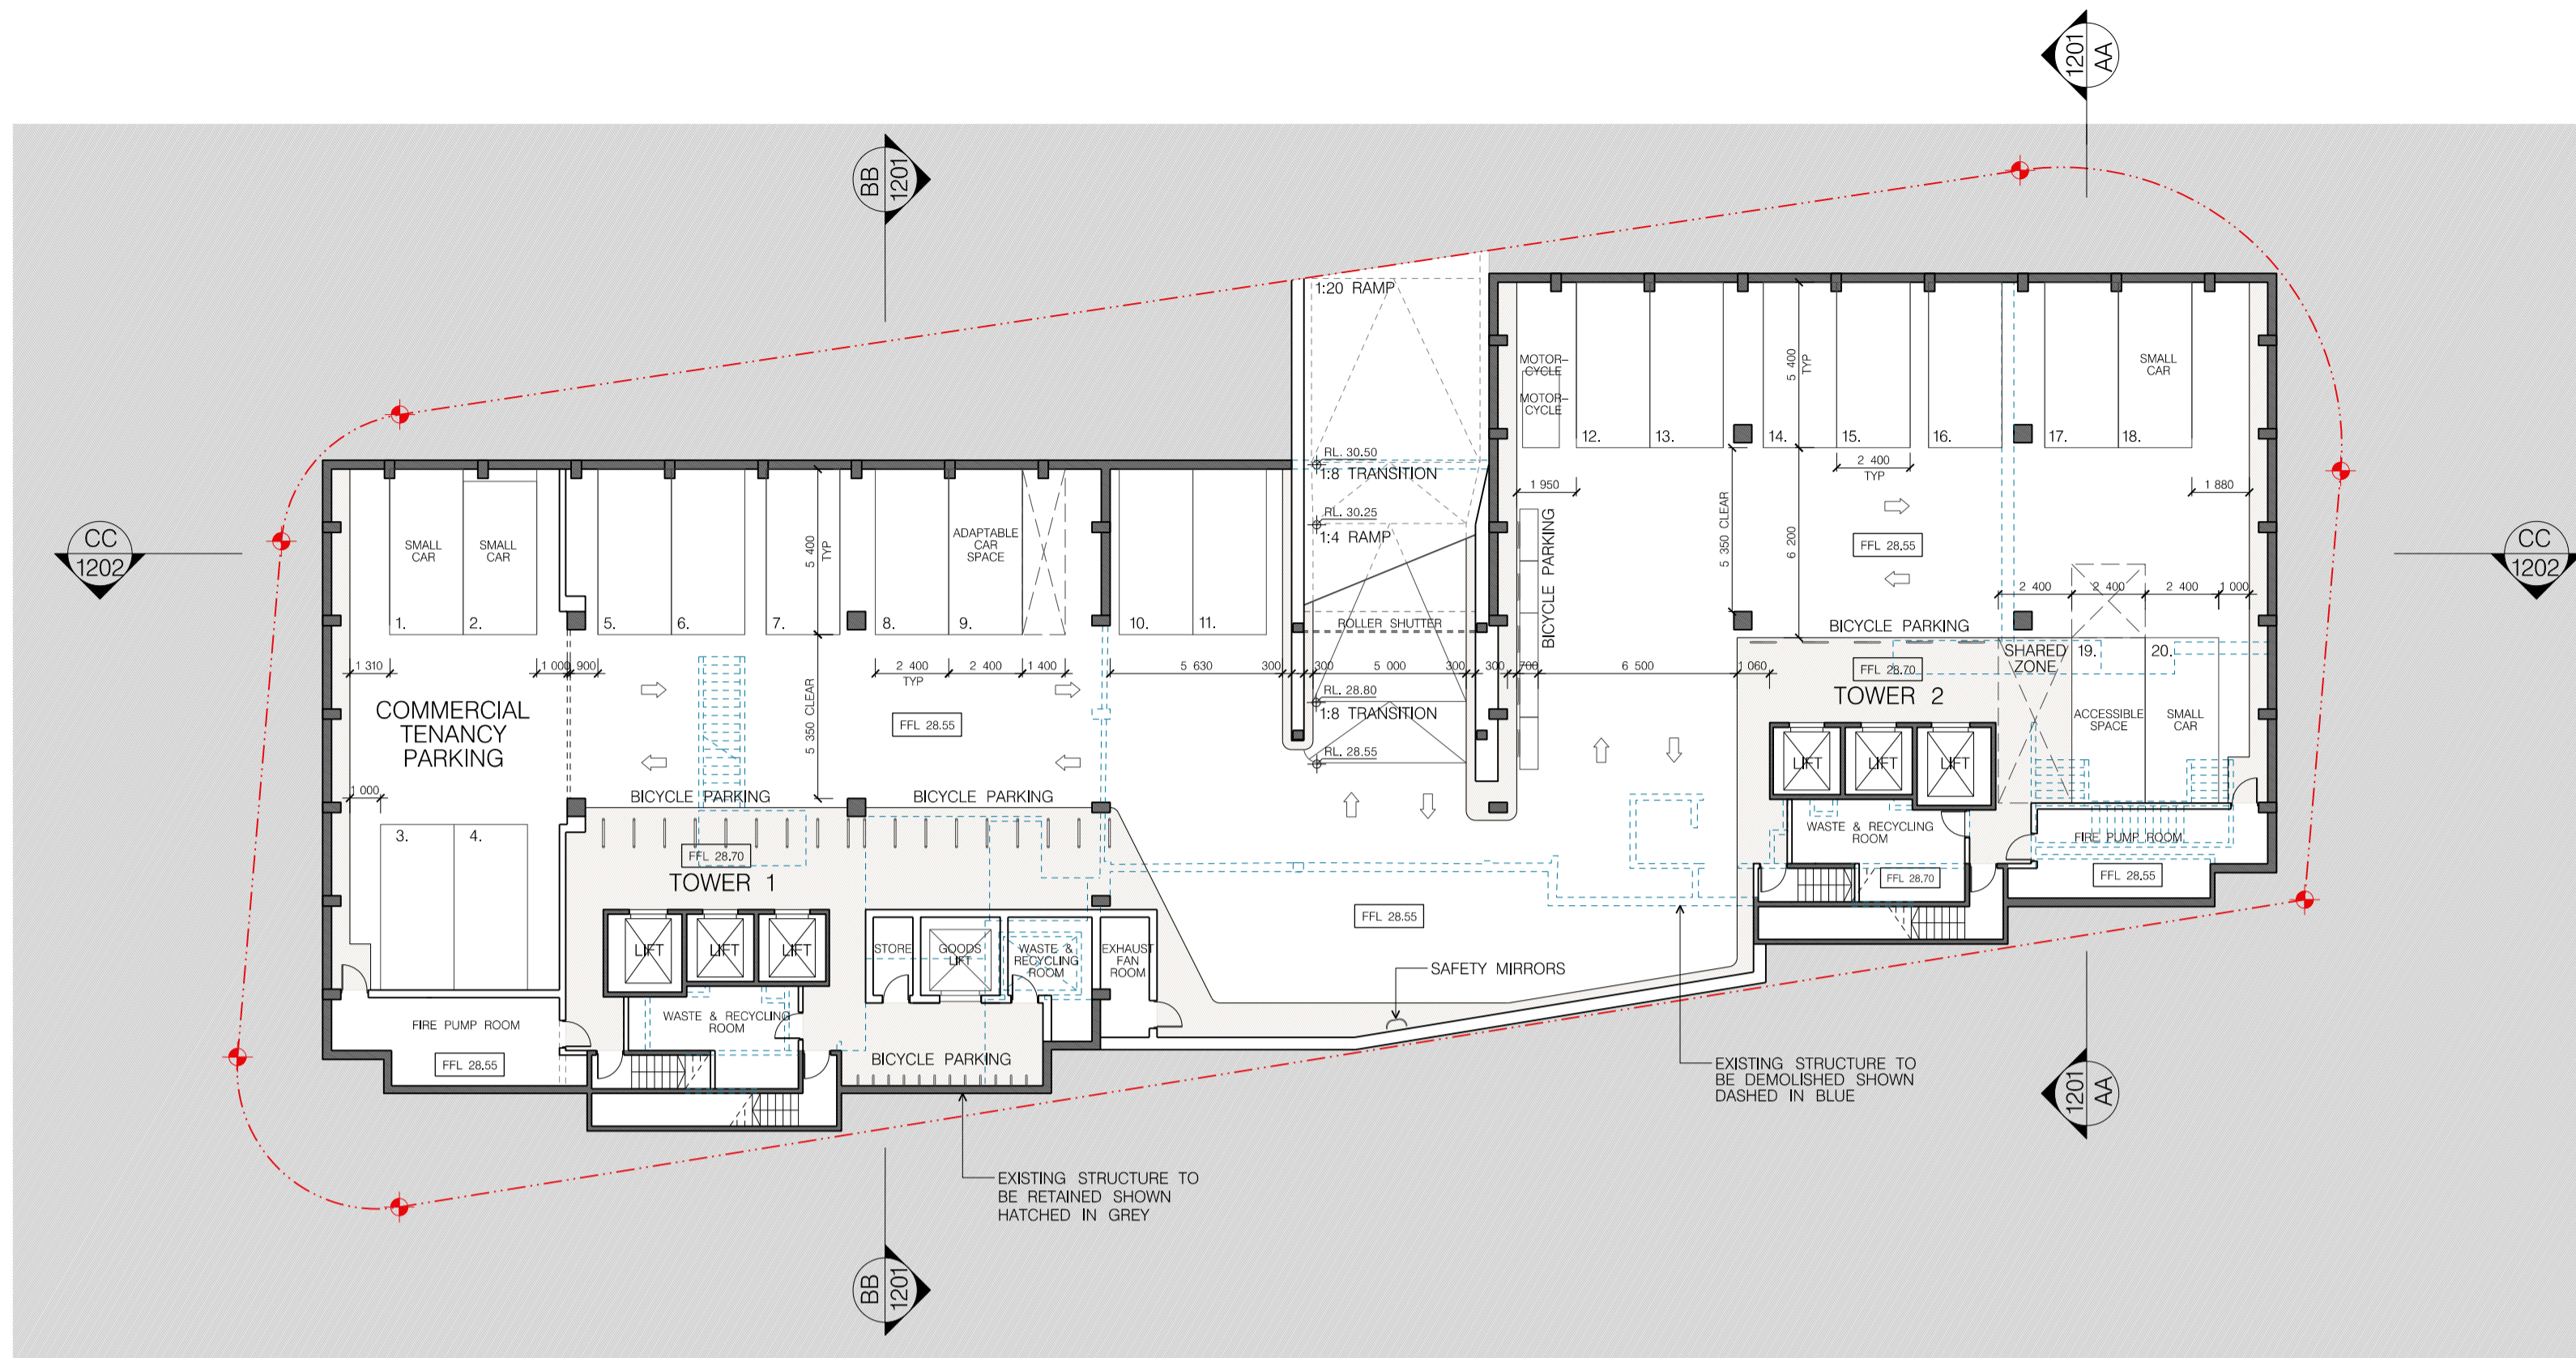 1201
AA
BB
1201
1:20 RAMP
MOTOR-
CYCLE
MOTOR-
CYCLE
5 400
TYP
SMALL
CAR
12.
13.
14.
15.
16.
17.
18.
RL. 30.50
1:8 TRANSITION
2 400
TYP
1 950
1 880
RL. 30.25
1:4 RAMP
BICYCLE PARKING
5 350 CLEAR
6 200
FFL 28.55
CC
1202
CC
1202
SMALL
CAR
SMALL
CAR
5 400
TYP
ADAPTABLE
CAR
SPACE
1.
2.
5.
6.
7.
8.
9.
10.
11.
ROLLER SHUTTER
2 400
2 400
2 400
1 000
BICYCLE PARKING
1 310
1 000
900
2 400
TYP
2 400
1 400
5 630
300
300
5 000
300
300
700
6 500
1 060
FFL 28.70
SHARED
ZONE
19.
20.
TOWER 2
COMMERCIAL
TENANCY
PARKING
5 350 CLEAR
FFL 28.55
RL. 28.80
1:8 TRANSITION
RL. 28.55
ACCESSIBLE
SPACE
SMALL
CAR
LIFT
LIFT
LIFT
1 000
BICYCLE PARKING
BICYCLE PARKING
3.
4.
FFL 28.70
TOWER 1
WASTE & RECYCLING
ROOM
FIRE PUMP ROOM
FFL 28.70
FFL 28.55
FFL 28.55
LIFT
LIFT
LIFT
STORE
GOODS
LIFT
WASTE &
RECYCLING
ROOM
EXHAUST
FAN
ROOM
SAFETY MIRRORS
FIRE PUMP ROOM
FFL 28.55
WASTE & RECYCLING
ROOM
BICYCLE PARKING
EXISTING STRUCTURE TO
BE DEMOLISHED SHOWN
DASHED IN BLUE
1201
AA
EXISTING STRUCTURE TO
BE RETAINED SHOWN
HATCHED IN GREY
BB
1201